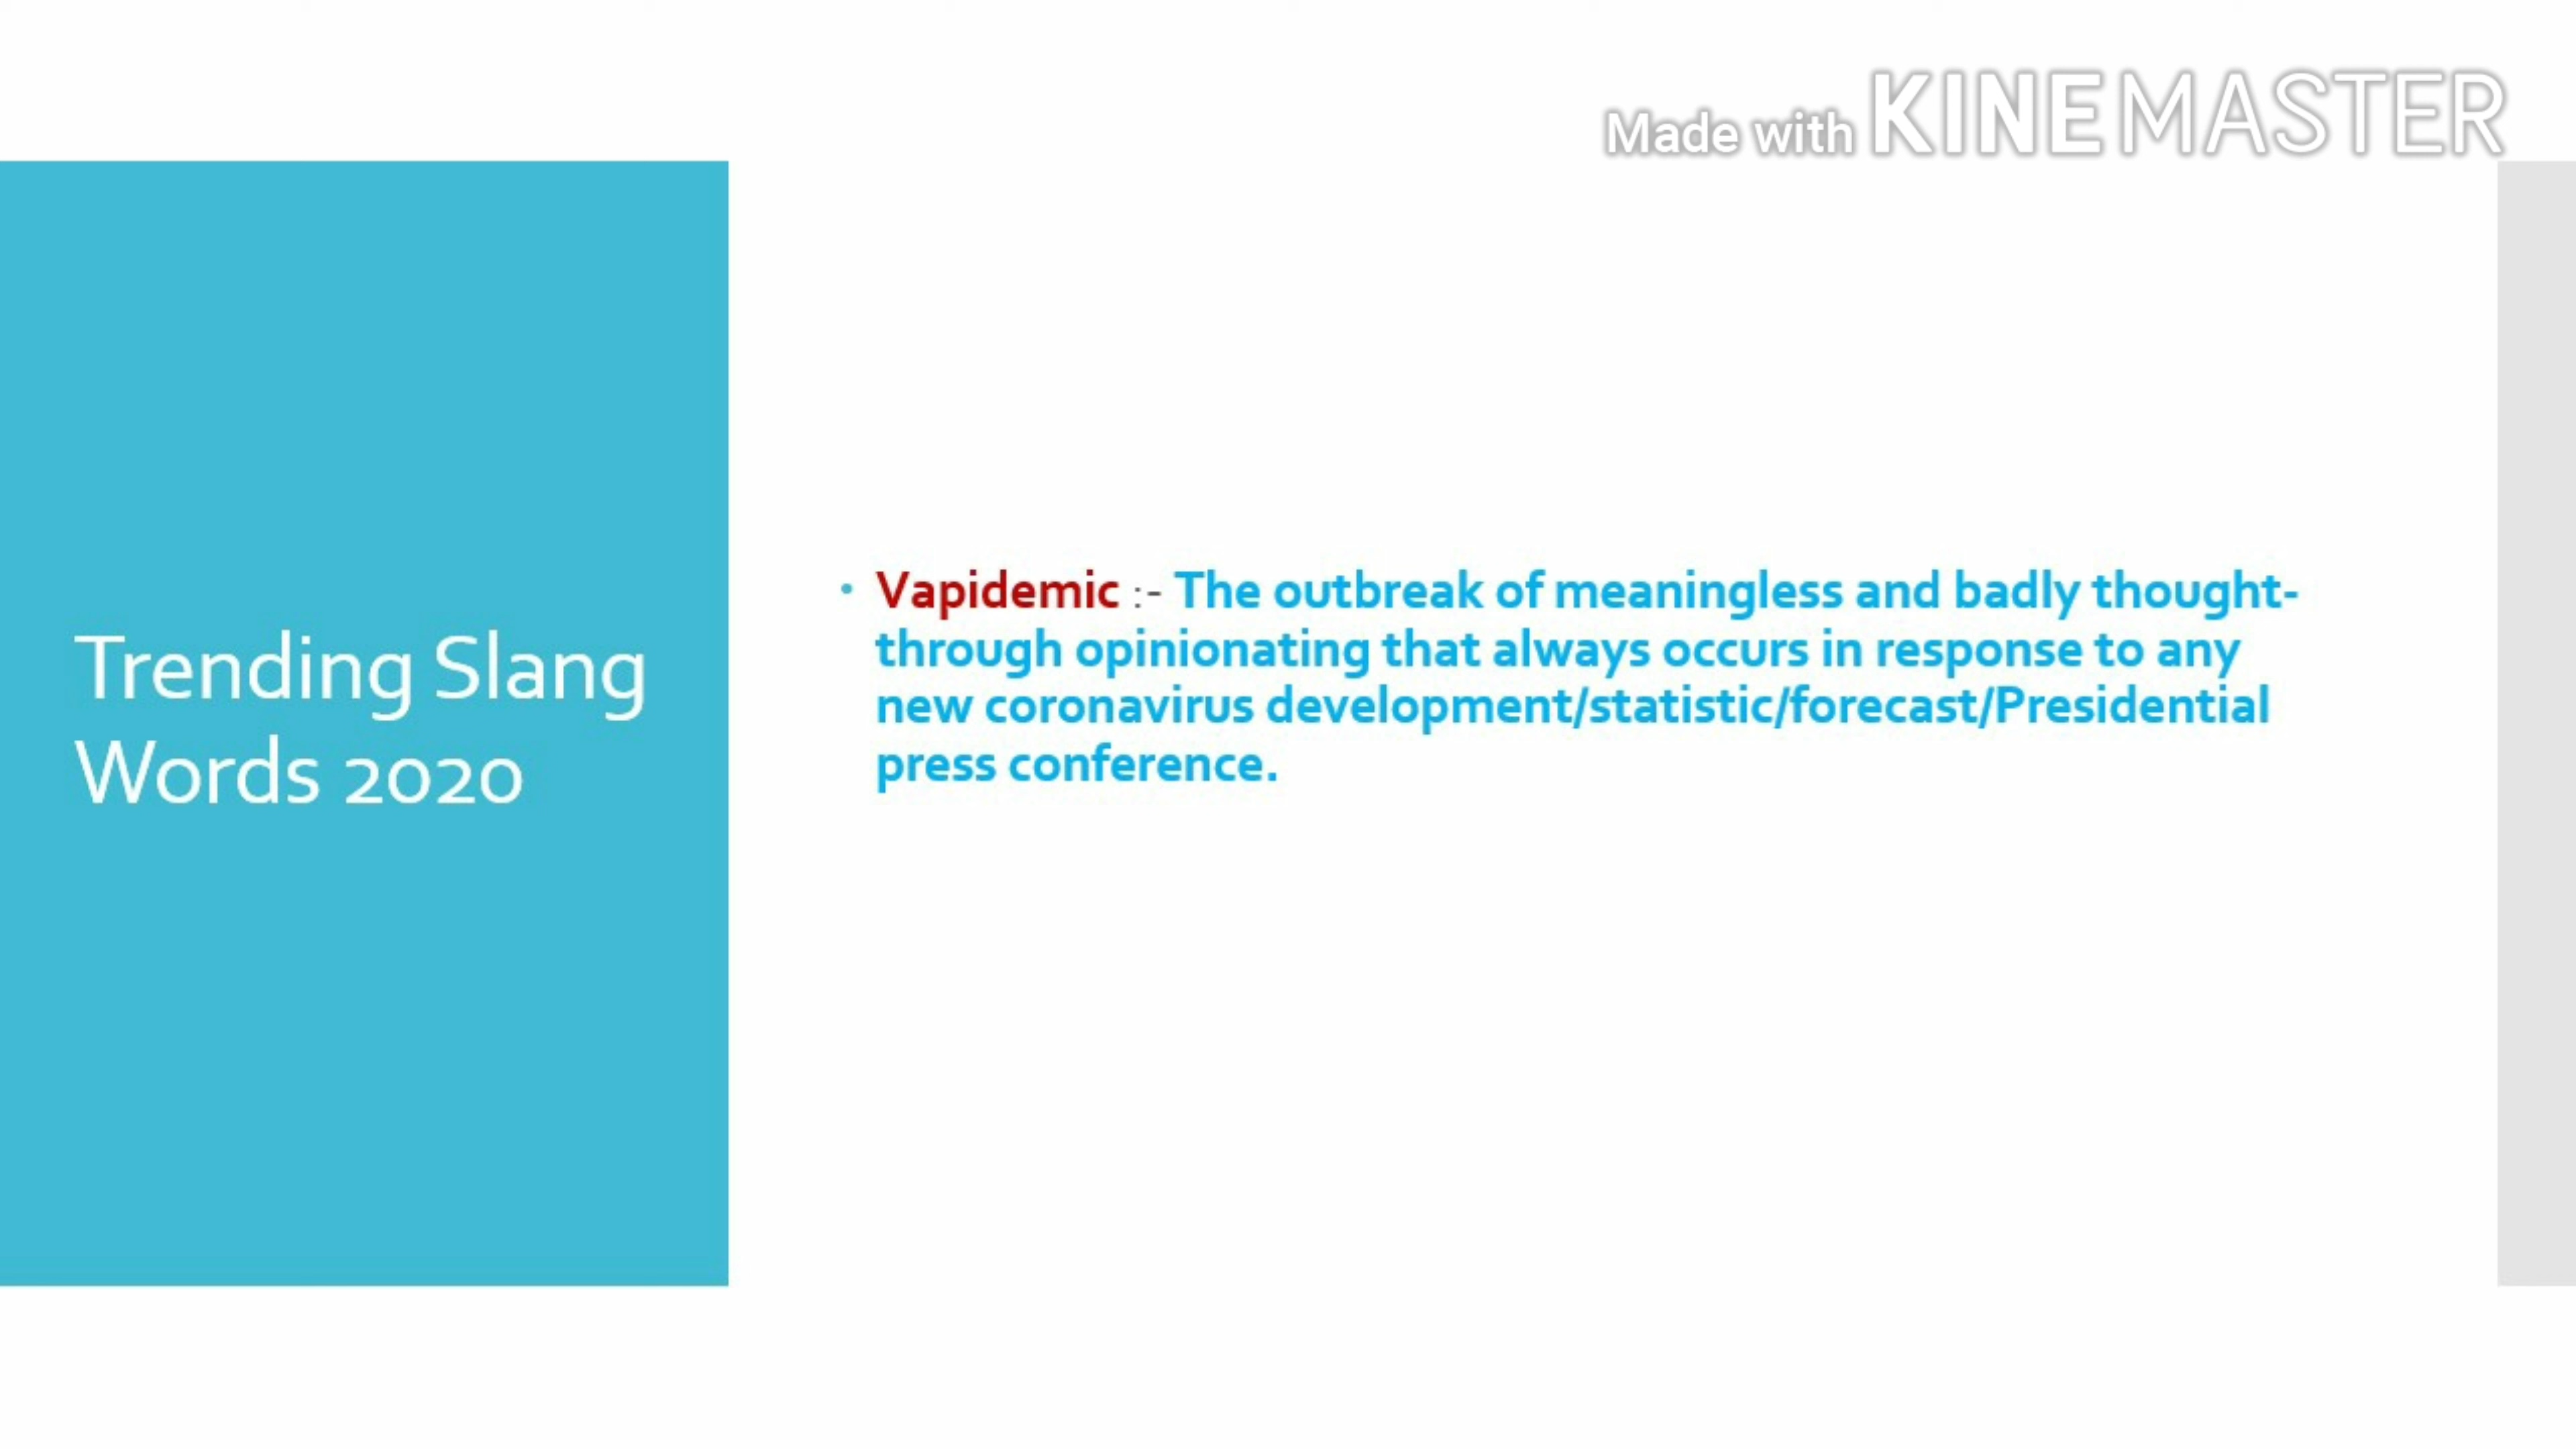 Made with KINEMASTER
Trending Slang
Words 2020
• Vapidemic :- The outbreak of meaningless and badly thought-
through opinionating that always occurs in response to any
new coronavirus development/statistic/forecast/Presidential
press conference.